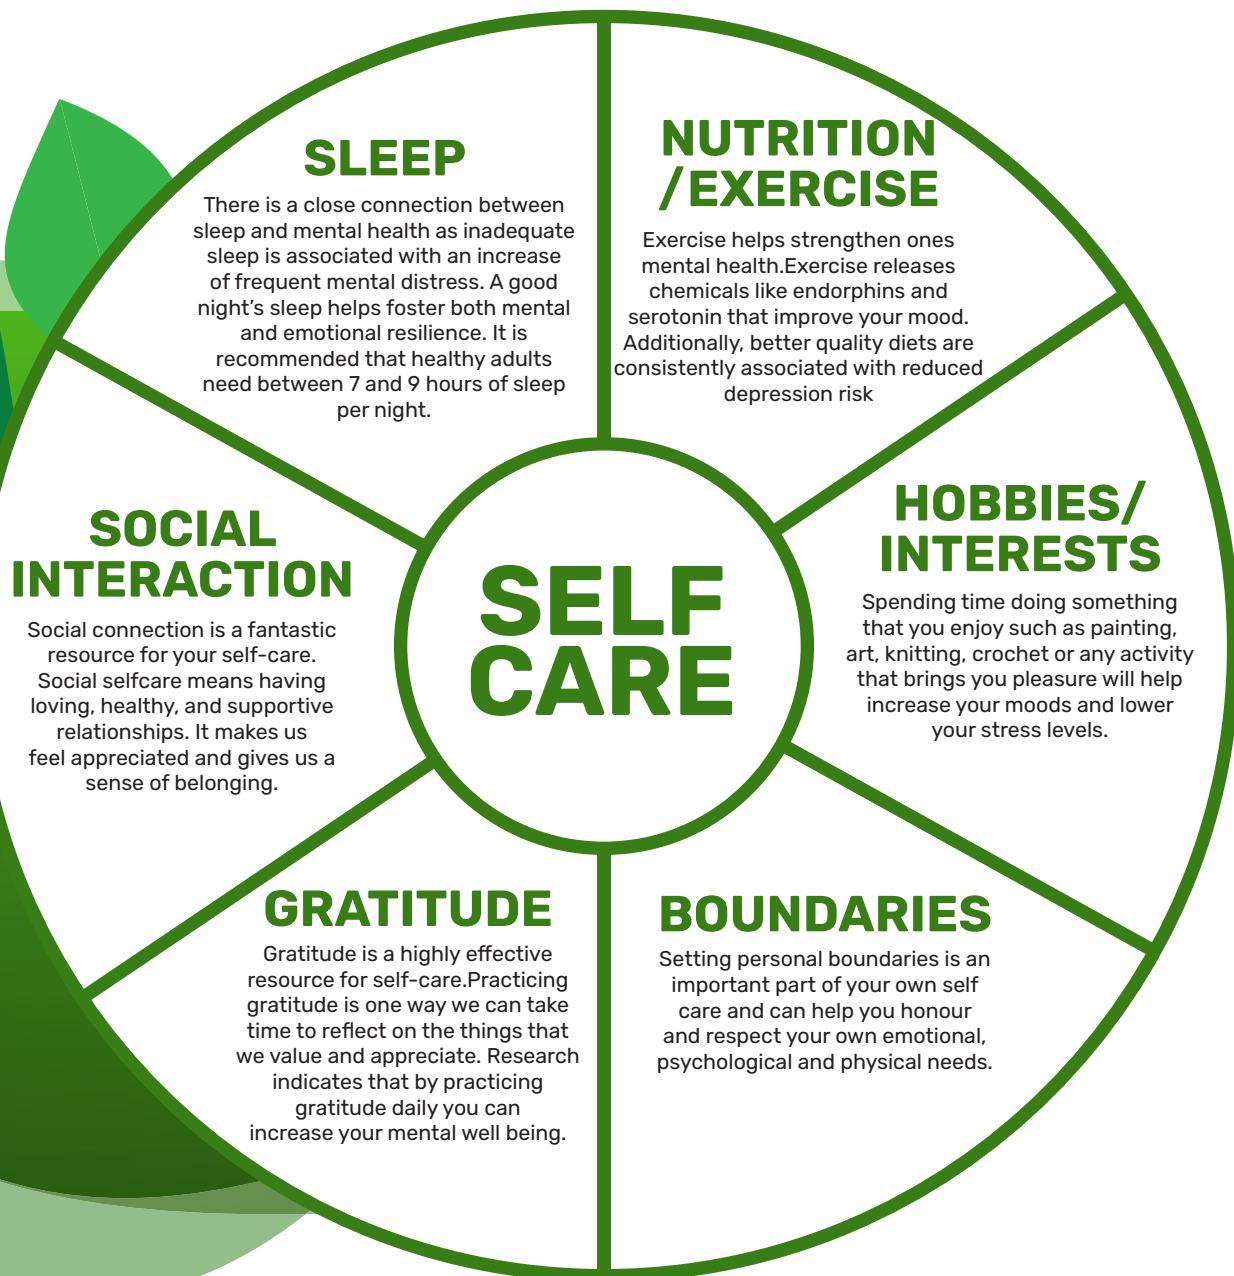 SLEEP
There is a close connection between
sleep and mental health as inadequate
sleep is associated with an increase
of frequent mental distress. A good
night's sleep helps foster both mental
and emotional resilience. It is
recommended that healthy adults
need between 7 and 9 hours of sleep
per night.
NUTRITION
/EXERCISE
Exercise helps strengthen ones
mental health.Exercise releases
chemicals like endorphins and
serotonin that improve your mood.
Additionally, better quality diets are
consistently associated with reduced
depression risk
HOBBIES/
INTERESTS
Spending time doing something
that you enjoy such as painting,
art, knitting, crochet or any activity
that brings you pleasure will help
increase your moods and lower
your stress levels.
BOUNDARIES
Setting personal boundaries is an
important part of your own self
care and can help you honour
and respect your own emotional,
psychological and physical needs.
GRATITUDE
Gratitude is a highly effective
resource for self-care.Practicing
gratitude is one way we can take
time to reflect on the things that
we value and appreciate. Research
indicates that by practicing
gratitude daily you can
increase your mental well being.
SOCIAL
INTERACTION
Social connection is a fantastic
resource for your self-care.
Social selfcare means having
loving, healthy, and supportive
relationships. It makes us
feel appreciated and gives us a
sense of belonging.
SELF
CARE